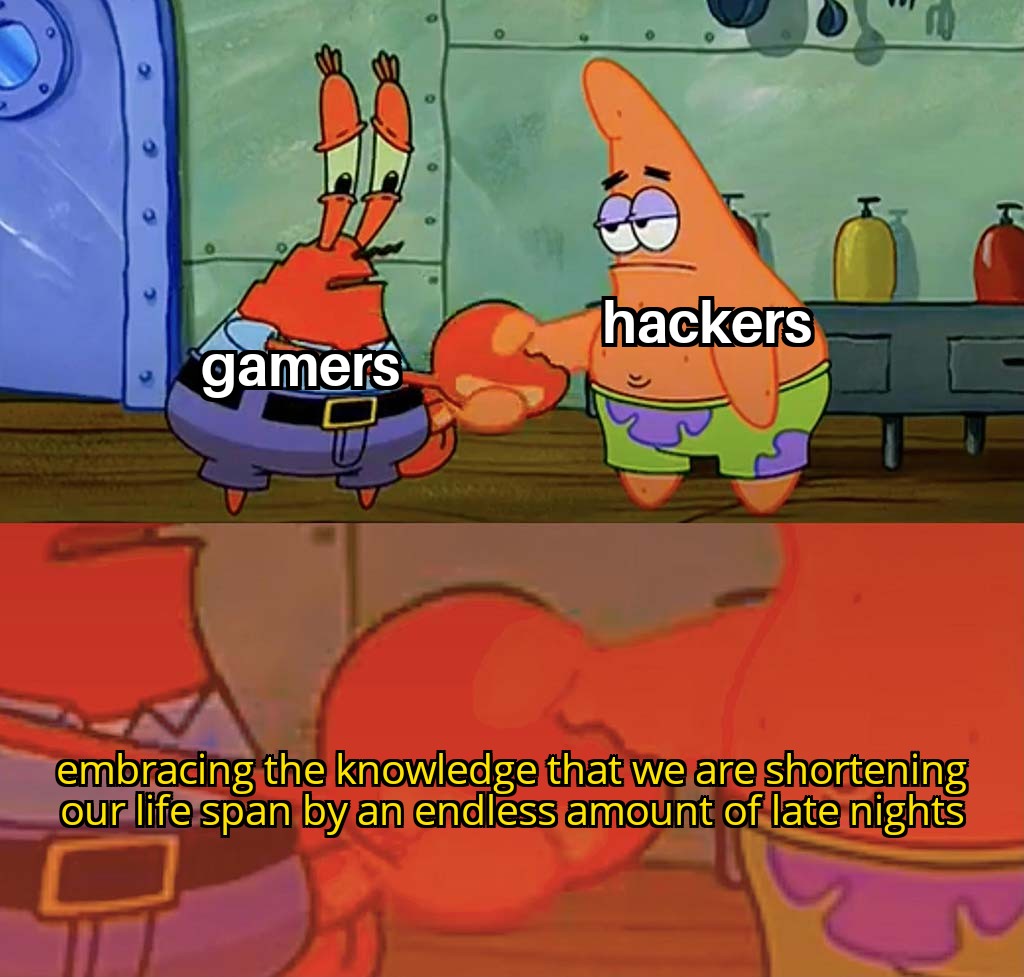 hackers
gamers
embracing the knowledge that we are shortening
our life span by an endless amount of late nights